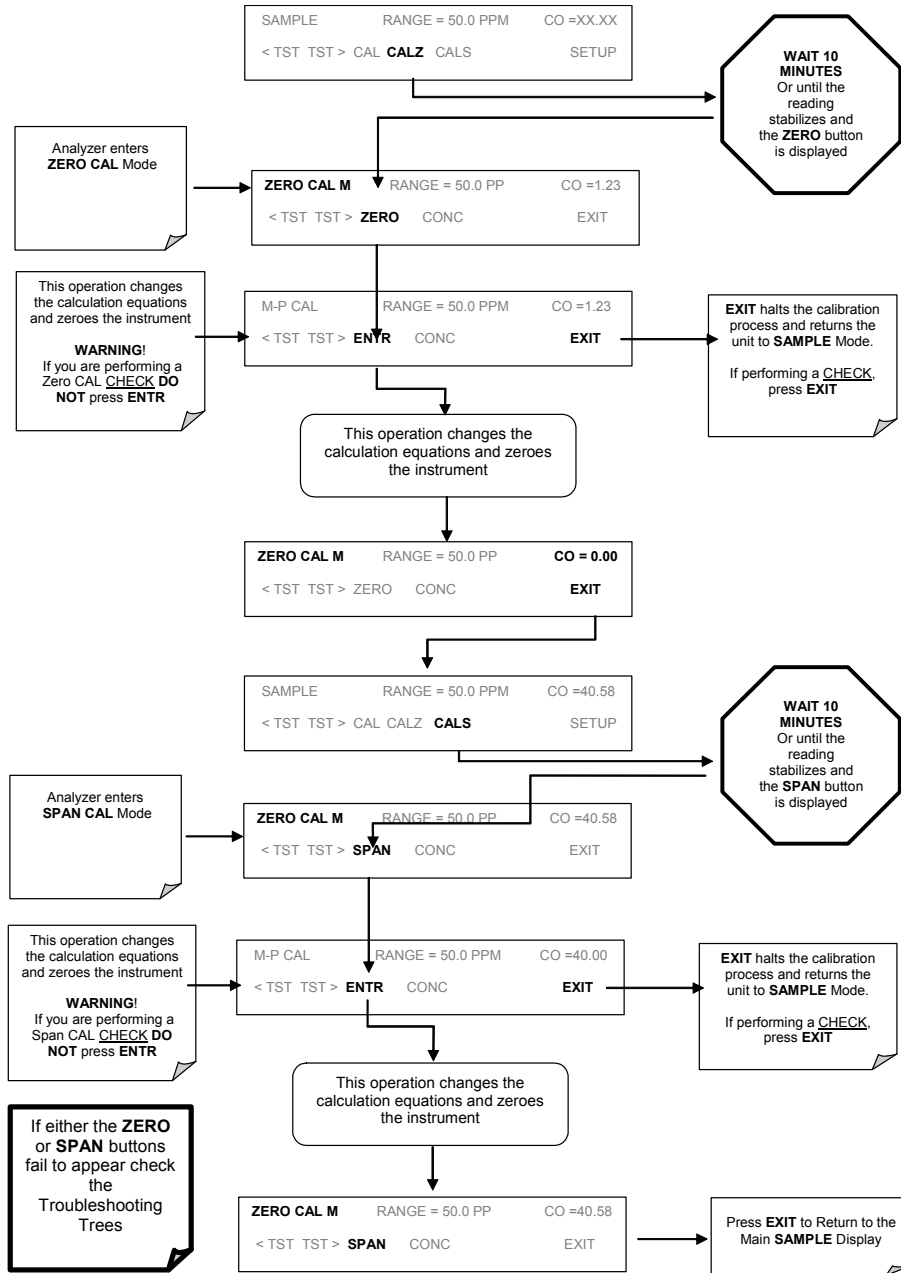 SAMPLE RANGE = 50.0 PPM CO =XX.XX
< TST TST > CAL CALZ CALS SETUP
WAIT 10
MINUTES
Or until the
reading
stabilizes and
the ZERO button
is displayed
Analyzer enters
ZERO CAL Mode
ZERO CAL M RANGE = 50.0 PP CO =1.23
< TST TST > ZERO CONC EXIT
This operation changes
the calculation equations
and zeroes the instrument
WARNING!
If you are performing a
Zero CAL CHECK DO
NOT press ENTR
M-P CAL RANGE = 50.0 PPM CO =1.23
< TST TST > ENTR CONC EXIT
EXIT halts the calibration
process and returns the
unit to SAMPLE Mode.
If performing a CHECK,
press EXIT
This operation changes the
calculation equations and zeroes
the instrument
ZERO CAL M RANGE = 50.0 PP CO = 0.00
< TST TST > ZERO CONC EXIT
SAMPLE RANGE = 50.0 PPM CO =40.58
< TST TST > CAL CALZ CALS SETUP
WAIT 10
MINUTES
Or until the
reading
stabilizes and
the SPAN button
is displayed
Analyzer enters
SPAN CAL Mode
ZERO CAL M RANGE = 50.0 PP CO =40.58
< TST TST > SPAN CONC EXIT
This operation changes
the calculation equations
and zeroes the instrument
WARNING!
If you are performing a
Span CAL CHECK DO
NOT press ENTR
M-P CAL RANGE = 50.0 PPM CO =40.00
< TST TST > ENTR CONC EXIT
EXIT halts the calibration
process and returns the
unit to SAMPLE Mode.
If performing a CHECK,
press EXIT
This operation changes the
calculation equations and zeroes
the instrument
If either the ZERO
or SPAN buttons
fail to appear check
the
Troubleshooting
Trees
ZERO CAL M RANGE = 50.0 PP CO =40.58
< TST TST > SPAN CONC EXIT
Press EXIT to Return to the
Main SAMPLE Display